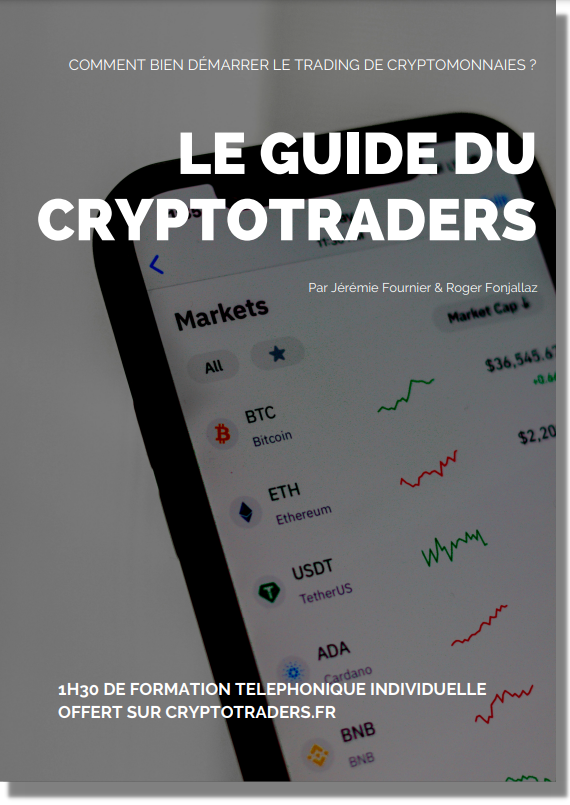 COMMENT BIEN DÉMARRER LE TRADING DE CRYPTOMONNAIES ?
LE GUIDE DU
CRYPTOTRADERS
Par Jérémie Fournier & Roger Fonjallaz
Markets
Market Cap
All
$36,545.67
BTC
Bitcoin
$2,20
ETH
Ethereum
USDT
TetherUS
ADA
Cardano
1H30 DE FORMATION TELEPHONIQUE INDIVIDUELLE
OFFERT SUR CRYPTOTRADERS.FR
BNB
BNB